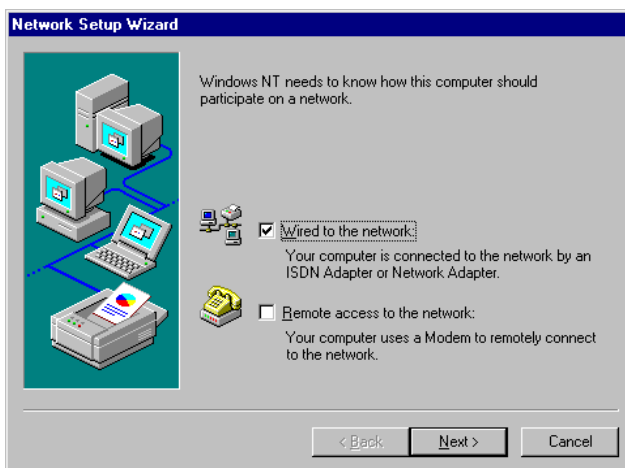 Network Setup Wizard
Windows NT needs to know how this computer should
participate on a network.
Wired to the network:
Your computer is connected to the network by an
ISDN Adapter or Network Adapter.
Remote access to the network:
Your computer uses a Modem to remotely connect
to the network.
< Back
Next >
Cancel